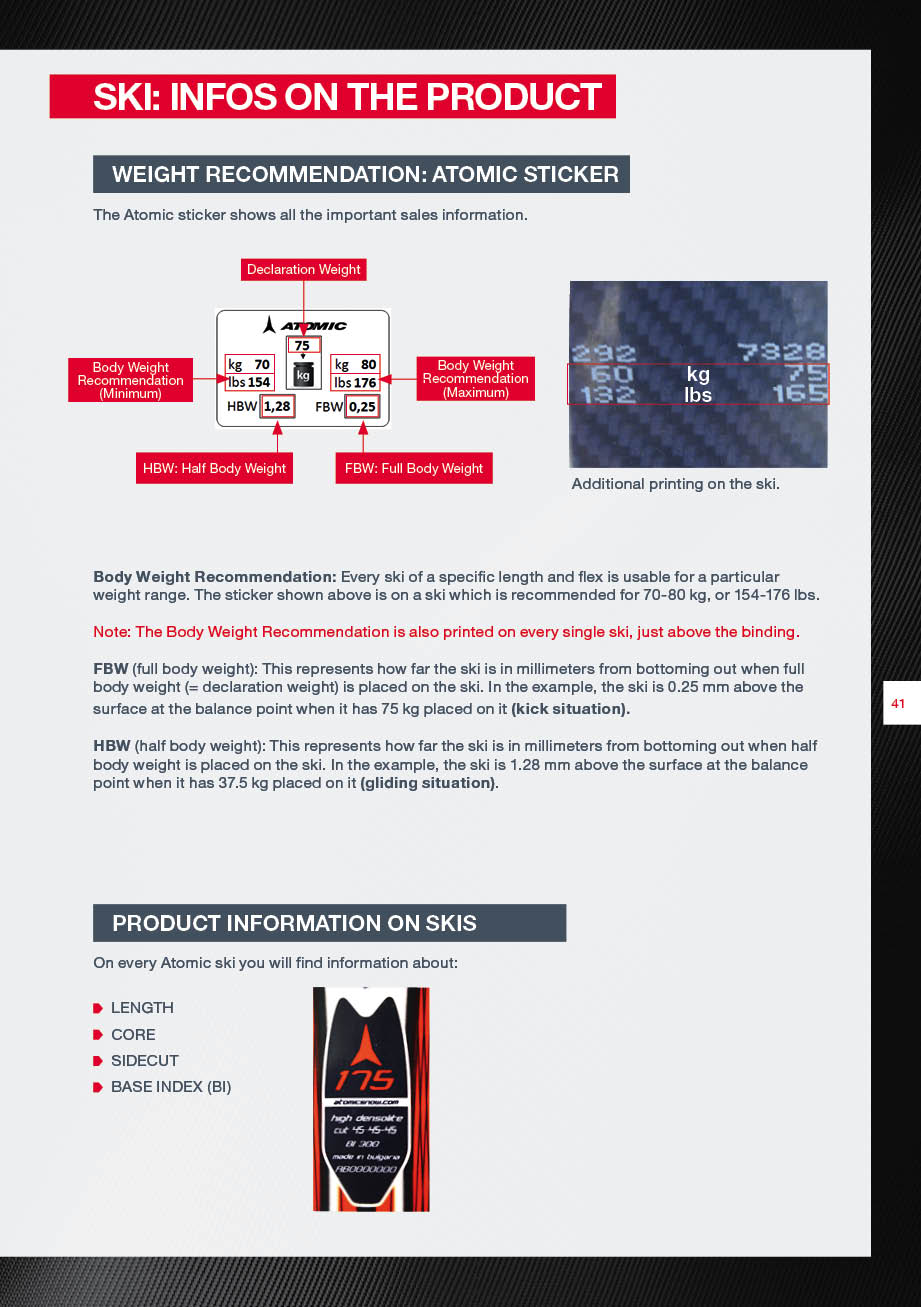 SKI: INFOS ON THE PRODUCT
WEIGHT RECOMMENDATION: ATOMIC STICKER
The Atomic sticker shows all the important sales information.
Declaration Weight
ATOMIC
75
kg
kg 70
lbs 154
kg 80
lbs 176
HBW 1,28
FBW 0,25
Body Weight
Recommendation
(Minimum)
Body Weight
Recommendation
(Maximum)
HBW: Half Body Weight
FBW: Full Body Weight
292 7328
60 kg 75
132 lbs 165
Additional printing on the ski.
Body Weight Recommendation: Every ski of a specific length and flex is usable for a particular
weight range. The sticker shown above is on a ski which is recommended for 70-80 kg, or 154-176 lbs.
Note: The Body Weight Recommendation is also printed on every single ski, just above the binding.
FBW (full body weight): This represents how far the ski is in millimeters from bottoming out when full
body weight (= declaration weight) is placed on the ski. In the example, the ski is 0.25 mm above the
surface at the balance point when it has 75 kg placed on it (kick situation).
HBW (half body weight): This represents how far the ski is in millimeters from bottoming out when half
body weight is placed on the ski. In the example, the ski is 1.28 mm above the surface at the balance
point when it has 37.5 kg placed on it (gliding situation).
41
PRODUCT INFORMATION ON SKIS
On every Atomic ski you will find information about:
LENGTH
CORE
SIDECUT
BASE INDEX (BI)
175
atomicsnow.com
high densolite
cut 45-45-45
BI 300
made in bulgaria
AB0000000